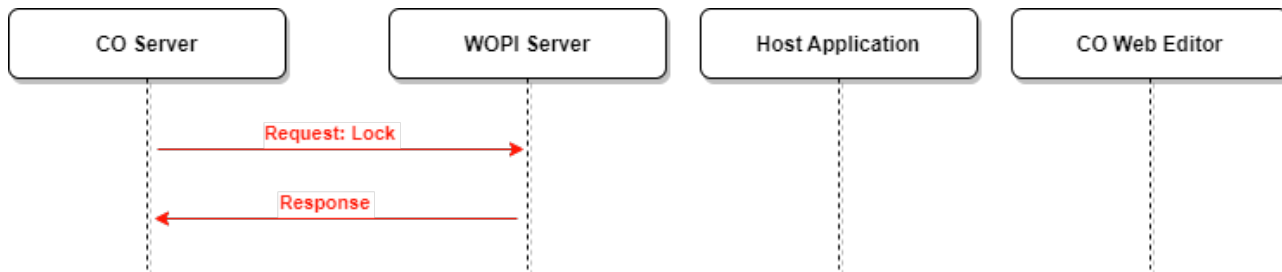 CO Server
WOPI Server
Host Application
CO Web Editor
Request: Lock
Response